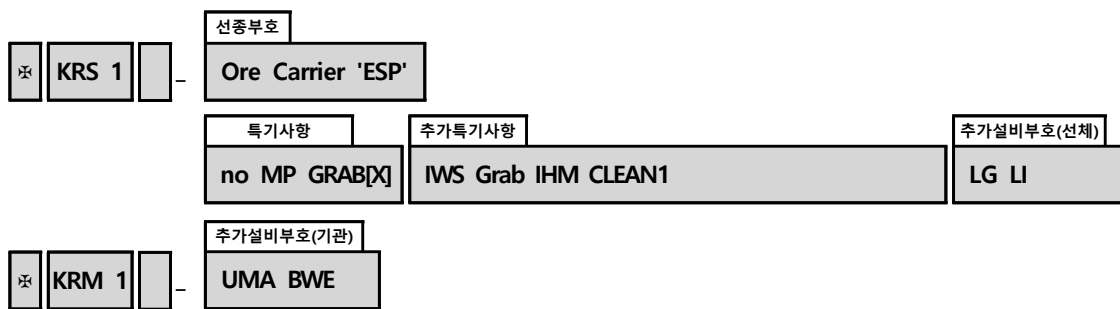 선종부호
✠ KRS 1 _ Ore Carrier 'ESP'
특기사항 추가특기사항 추가설비부호(선체)
no MP GRAB[X] IWS Grab IHM CLEAN1 LG LI
추가설비부호(기관)
✠ KRM 1 _ UMA BWE